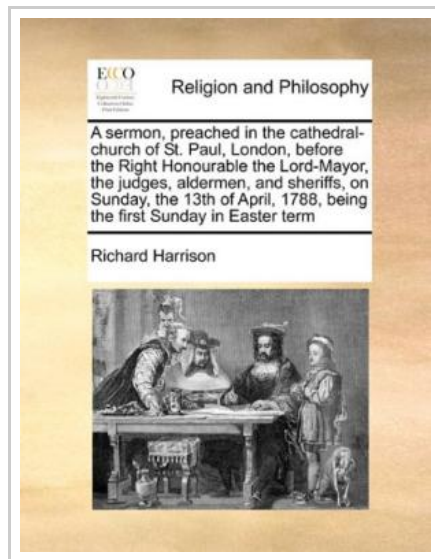 ECCO
Religion and Philosophy
A sermon, preached in the cathedral-
church of St. Paul, London, before
the Right Honourable the Lord-Mayor,
the judges, aldermen, and sheriffs, on
Sunday, the 13th of April, 1788, being
the first Sunday in Easter term
Richard Harrison